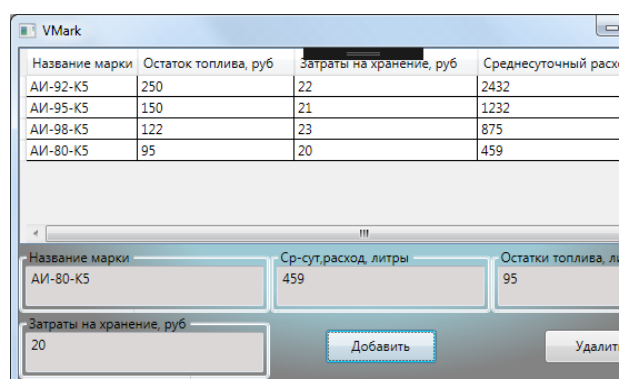 VMark
Название марки Остаток топлива, руб Затраты на хранение, руб Среднесуточный расхо
АИ-92-К5 250 22 2432
АИ-95-К5 150 21 1232
АИ-98-К5 122 23 875
АИ-80-К5 95 20 459
Название марки Ср-сут,расход, литры Остатки топлива, ли
АИ-80-К5 459 95
Затраты на хранение, руб
20 Добавить Удалит